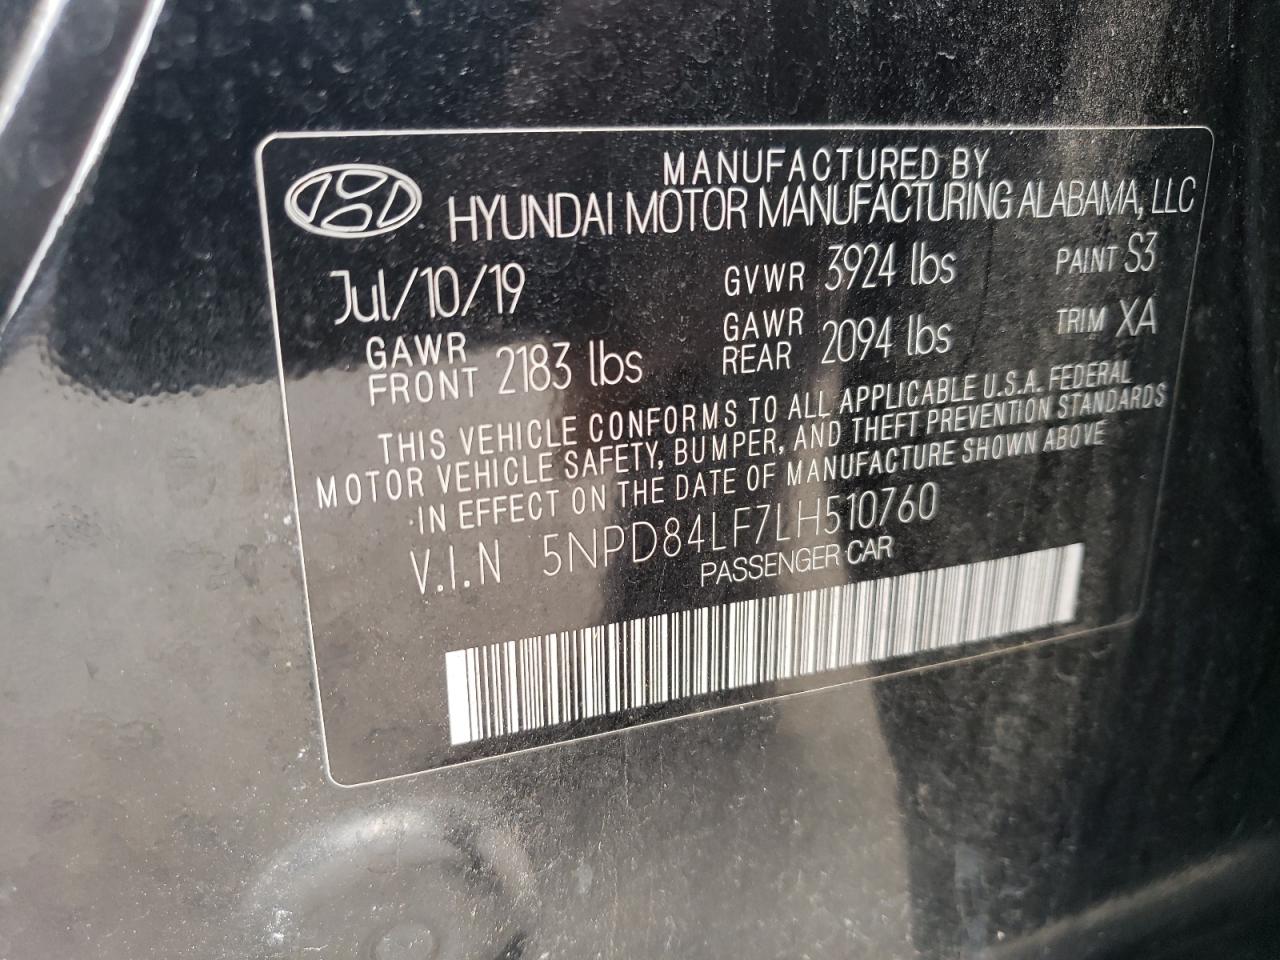 MANUFACTURED BY
HYUNDAI MOTOR MANUFACTURING ALABAMA, LLC
Jul/10/19 GVWR 3924 lbs PAINT S3
GAWR FRONT 2183 lbs GAWR REAR 2094 lbs TRIM XA
THIS VEHICLE CONFORMS TO ALL APPLICABLE U.S.A. FEDERAL
MOTOR VEHICLE SAFETY, BUMPER, AND THEFT PREVENTION STANDARDS
IN EFFECT ON THE DATE OF MANUFACTURE SHOWN ABOVE
V.I.N 5NPD84LF7LH510760
PASSENGER CAR